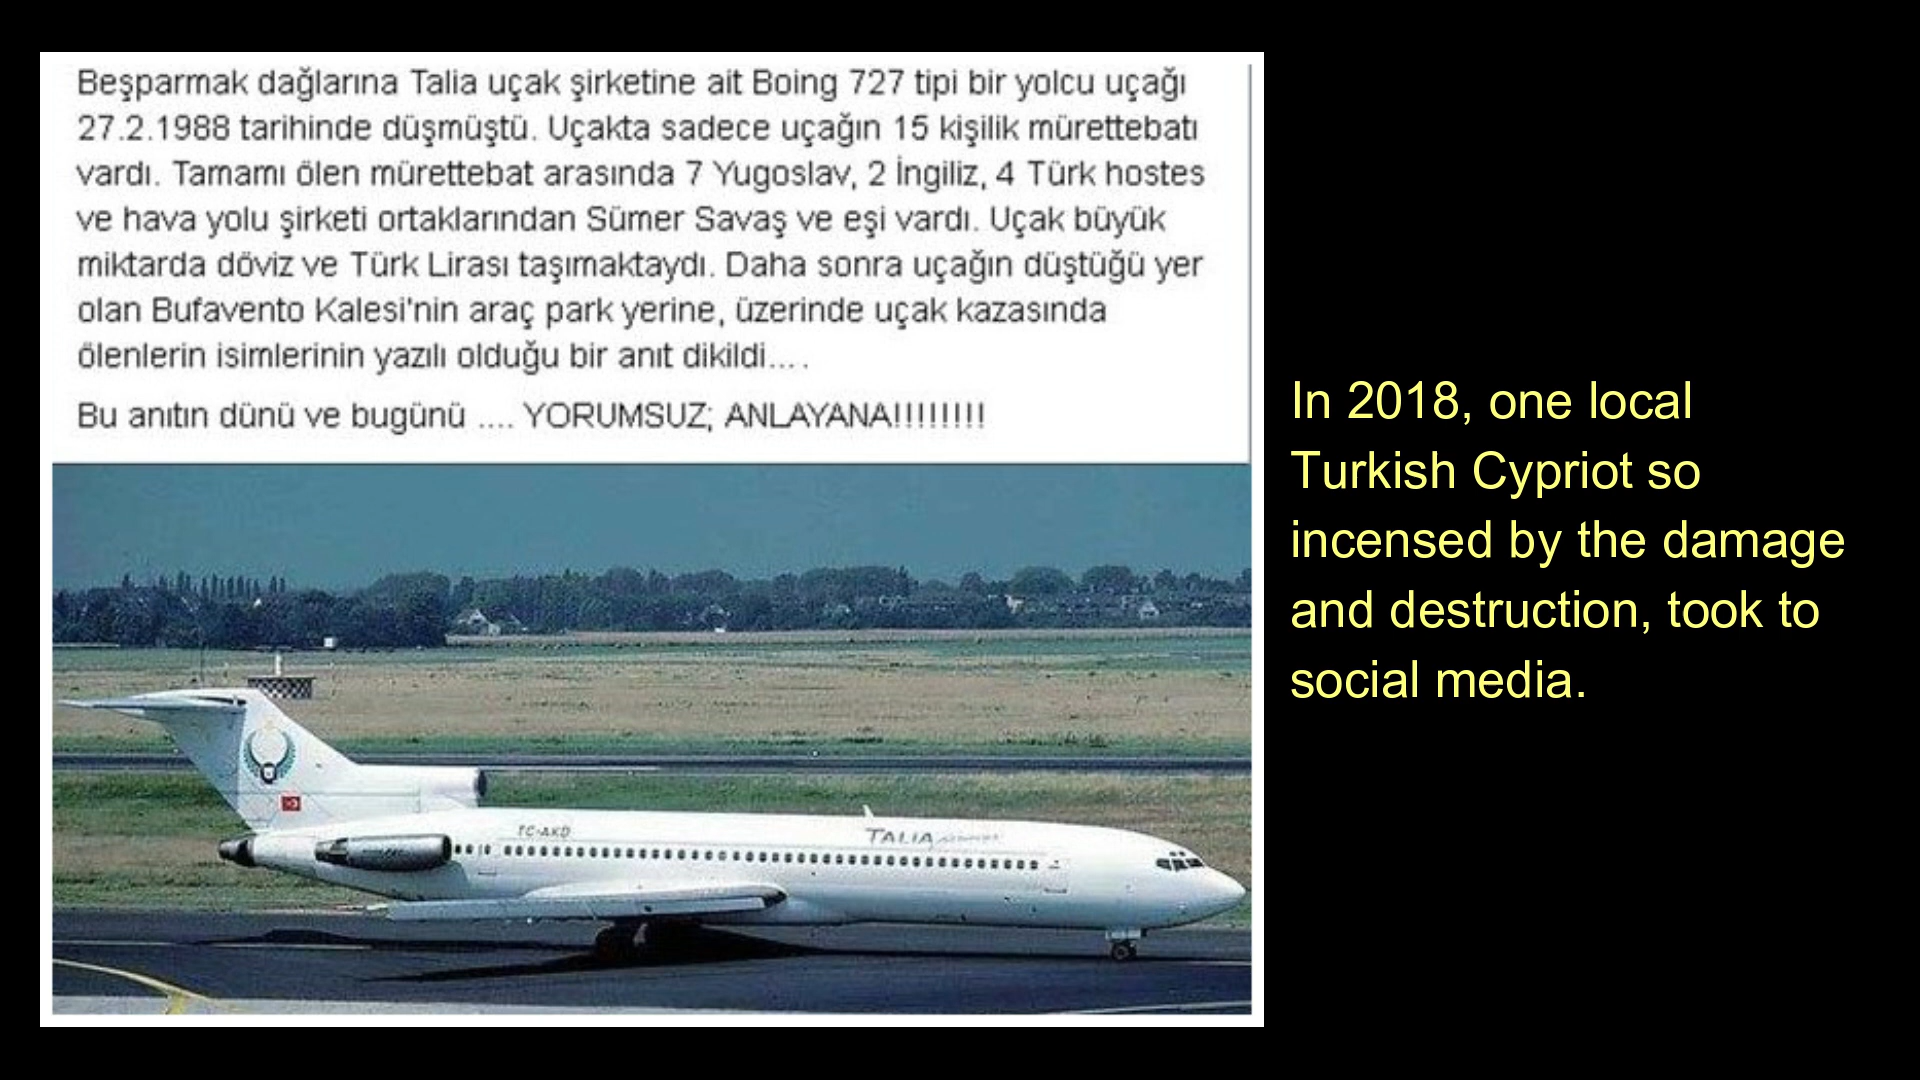 Beşparmak dağlarına Talia uçak şirketine ait Boing 727 tipi bir yolcu uçağı
27.2.1988 tarihinde düşmüştü. Uçakta sadece uçağın 15 kişilik mürettebatı
vardı. Tamamı ölen mürettebat arasında 7 Yugoslav, 2 İngiliz, 4 Türk hostes
ve hava yolu şirketi ortaklarından Sümer Savaş ve eşi vardı. Uçak büyük
miktarda döviz ve Türk Lirası taşımaktaydı. Daha sonra uçağın düştüğü yer
olan Bufavento Kalesi'nin araç park yerine, üzerinde uçak kazasında
ölenlerin isimlerinin yazılı olduğu bir anıt dikildi....
Bu anıtın dünü ve bugünü .... YORUMSUZ; ANLAYANA!!!!!!!!
TC-AKD
TALIA
In 2018, one local
Turkish Cypriot so
incensed by the damage
and destruction, took to
social media.